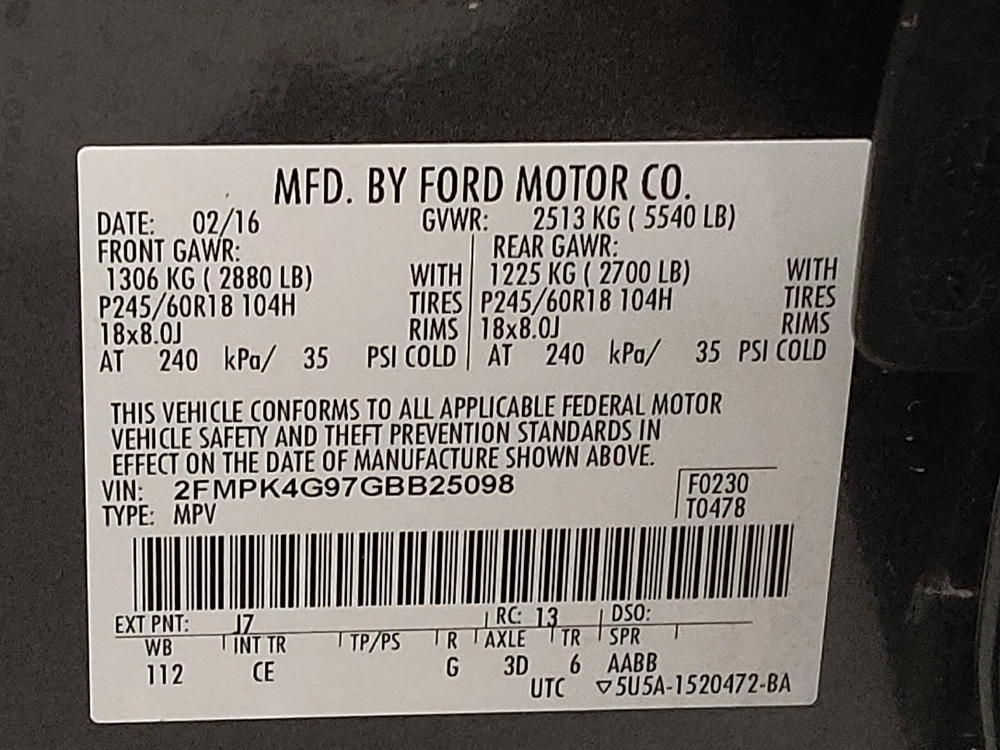 MFD. BY FORD MOTOR CO.
DATE: 02/16 GVWR: 2513 KG ( 5540 LB)
FRONT GAWR: REAR GAWR:
1306 KG ( 2880 LB) WITH 1225 KG ( 2700 LB) WITH
P245/60R18 104H TIRES P245/60R18 104H TIRES
18x8.0J RIMS 18x8.0J RIMS
AT 240 kPa/ 35 PSI COLD AT 240 kPa/ 35 PSI COLD
THIS VEHICLE CONFORMS TO ALL APPLICABLE FEDERAL MOTOR
VEHICLE SAFETY AND THEFT PREVENTION STANDARDS IN
EFFECT ON THE DATE OF MANUFACTURE SHOWN ABOVE.
VIN: 2FMPK4G97GBB25098 F0230
TYPE: MPV T0478
EXT PNT: J7 RC: 13 DSO:
WB INT TR TP/PS R AXLE TR SPR
112 CE G 3D 6 AABB
UTC ▽5U5A-1520472-BA